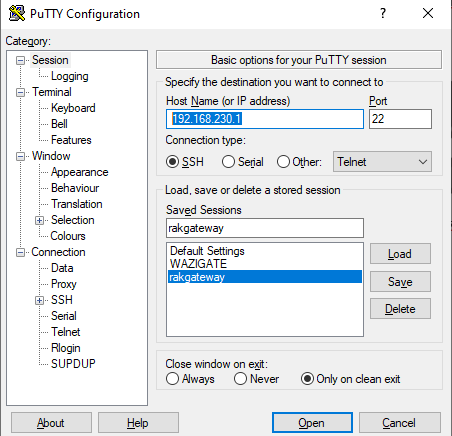 PuTTY Configuration
?
Category:
Session
Logging
Terminal
Keyboard
Bell
Features
Window
Appearance
Behaviour
Translation
Selection
Colours
Connection
Data
Proxy
SSH
Serial
Telnet
Rlogin
SUPDUP
Basic options for your PuTTY session
Specify the destination you want to connect to
Host Name (or IP address) Port
192.168.230.1 22
Connection type:
SSH Serial Other: Telnet
Load, save or delete a stored session
Saved Sessions
rakgateway
Default Settings
WAZIGATE
rakgateway
Load
Save
Delete
Close window on exit:
Always Never Only on clean exit
About Help Open Cancel